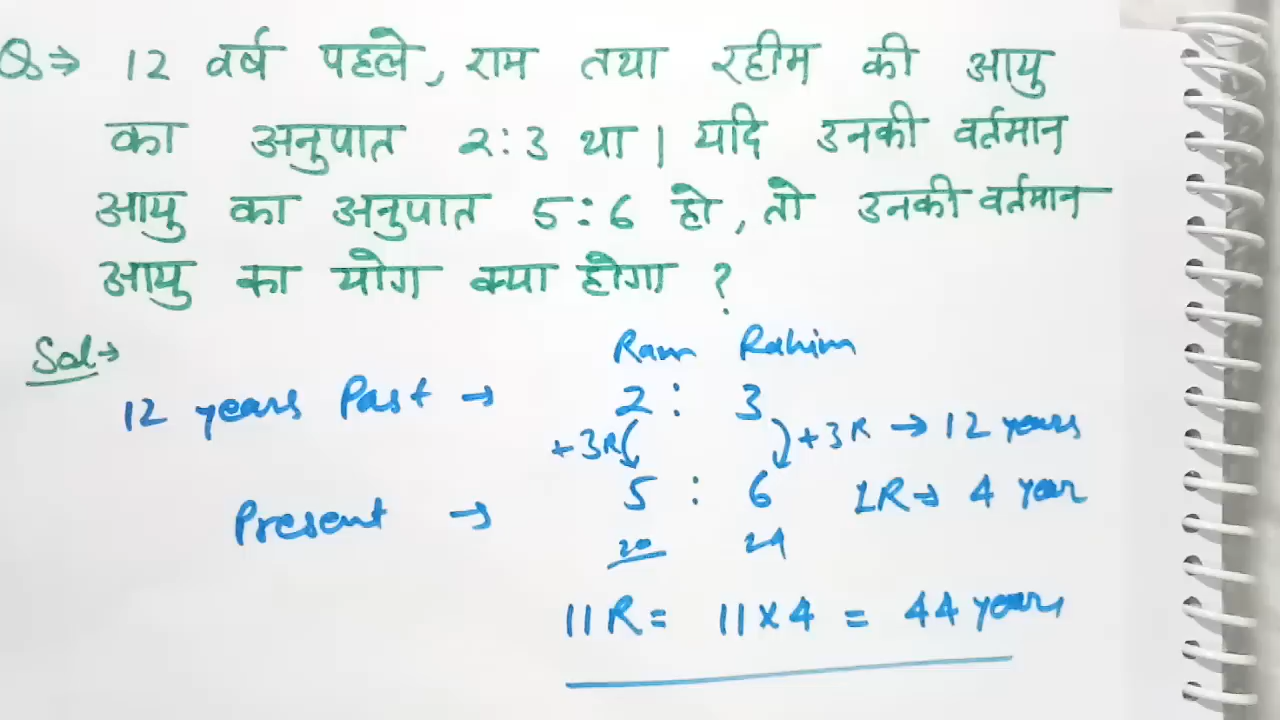 Q→ 12 वर्ष पहले, राम तथा रहीम की आयु
का अनुपात 2:3 था। यदि उनकी वर्तमान
आयु का अनुपात 5:6 हो, तो उनकी वर्तमान
आयु का योग क्या होगा ?
Sol→
Ram Rahim
12 years Past → 2 : 3
+3R +3R → 12 years
Present → 5 : 6 1R → 4 year
20 24
11R = 11×4 = 44 years